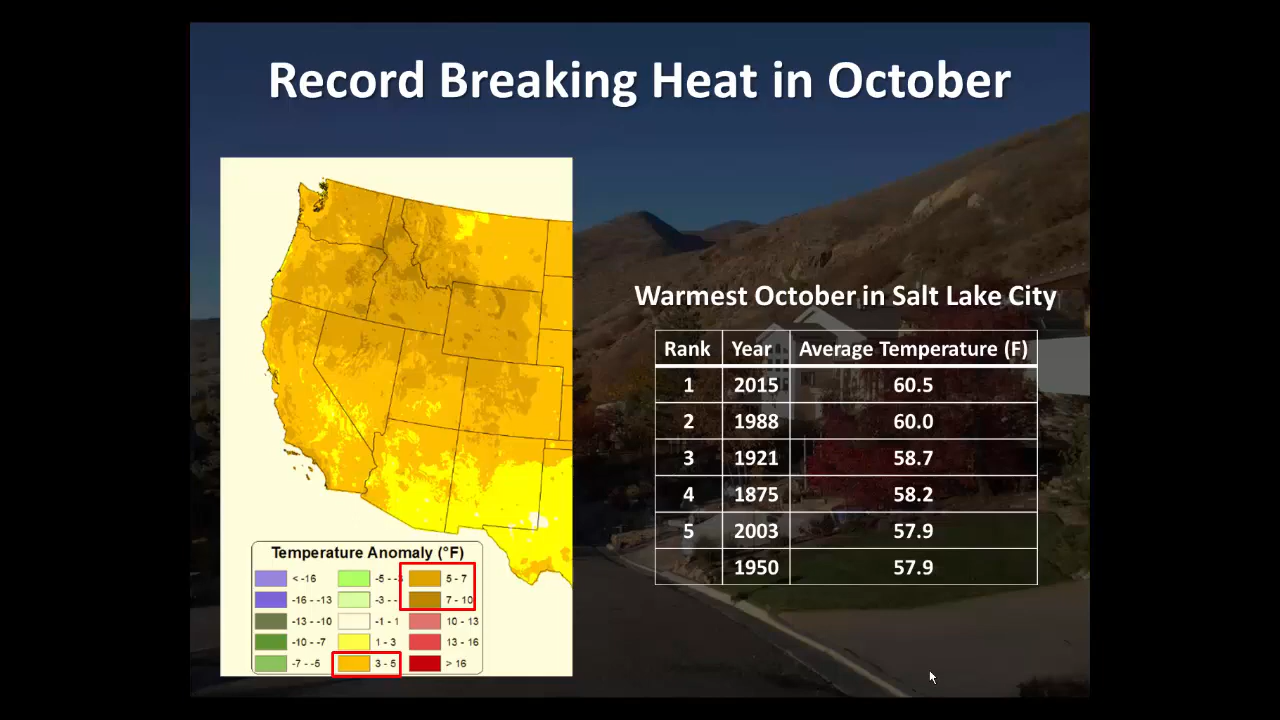 Record Breaking Heat in October
Warmest October in Salt Lake City
Rank Year Average Temperature (F)
1 2015 60.5
2 1988 60.0
3 1921 58.7
4 1875 58.2
5 2003 57.9
1950 57.9
Temperature Anomaly (°F)
< -16 -5 - -3 5 - 7
-16 - -13 -3 - 7 - 10
-13 - -10 -1 - 1 10 - 13
-10 - -7 1 - 3 13 - 16
-7 - -5 3 - 5 > 16